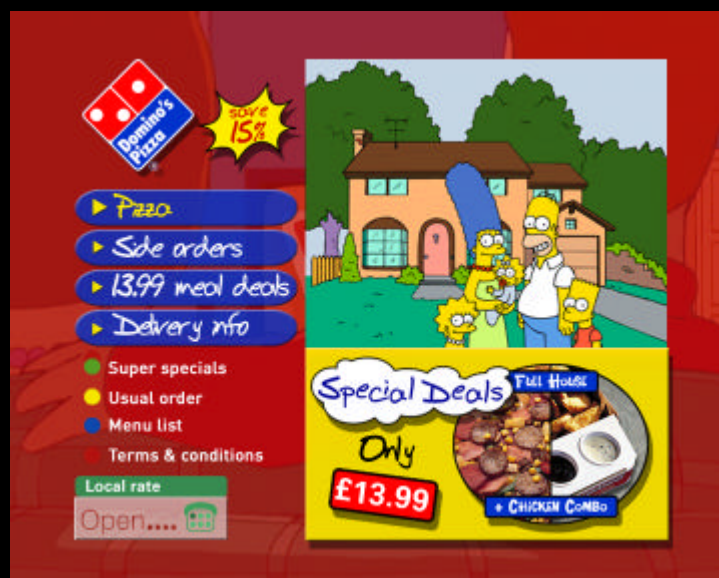 Domino's
Pizza
®
save
15%
Pizza
Side orders
13.99 meal deals
Delivery info
Super specials
Usual order
Menu list
Terms & conditions
Local rate
Open....
Special Deals
Only
£13.99
Full House
+ Chicken Combo